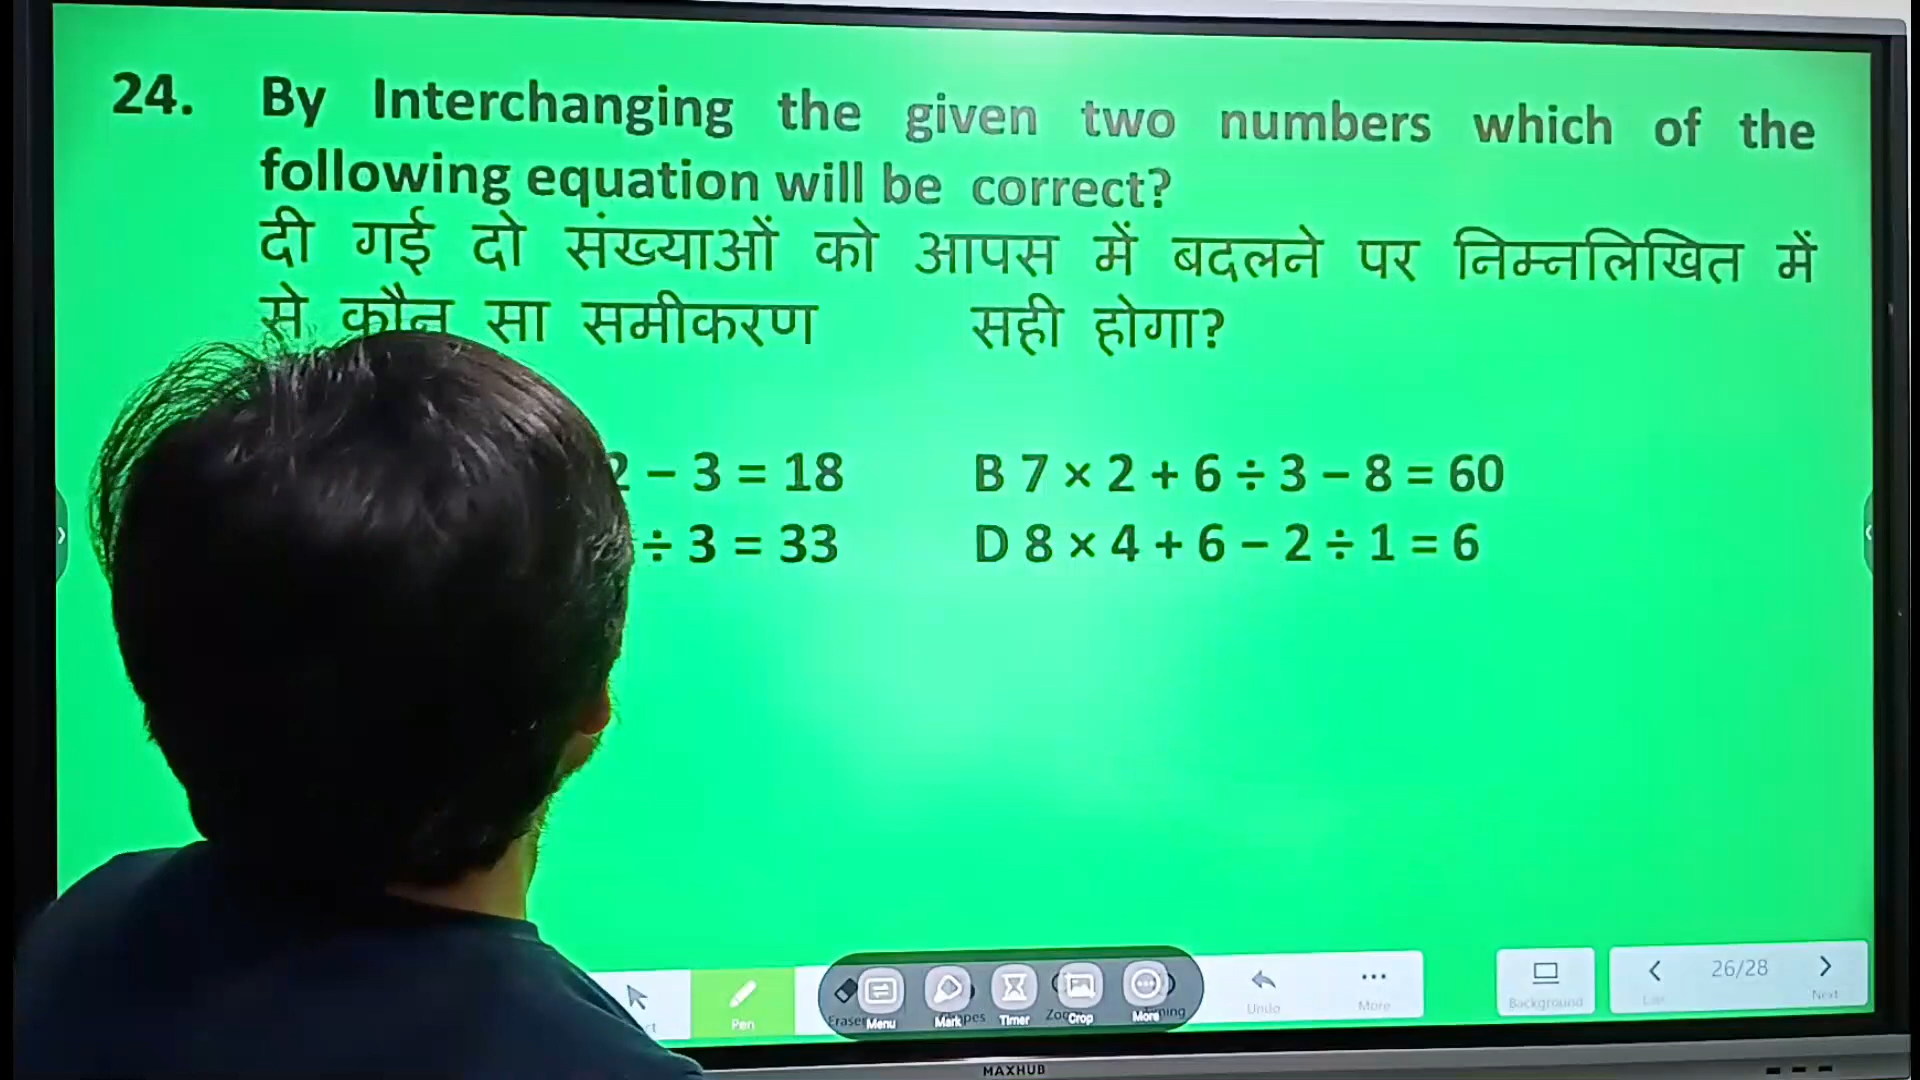 24. By Interchanging the given two numbers which of the
following equation will be correct?
दी गई दो संख्याओं को आपस में बदलने पर निम्नलिखित में
से कौन सा समीकरण सही होगा?
2 – 3 = 18 B 7 × 2 + 6 ÷ 3 – 8 = 60
÷ 3 = 33 D 8 × 4 + 6 – 2 ÷ 1 = 6
Pen Menu Mark Timer Crop More Undo More Background 26/28 Next
MAXHUB